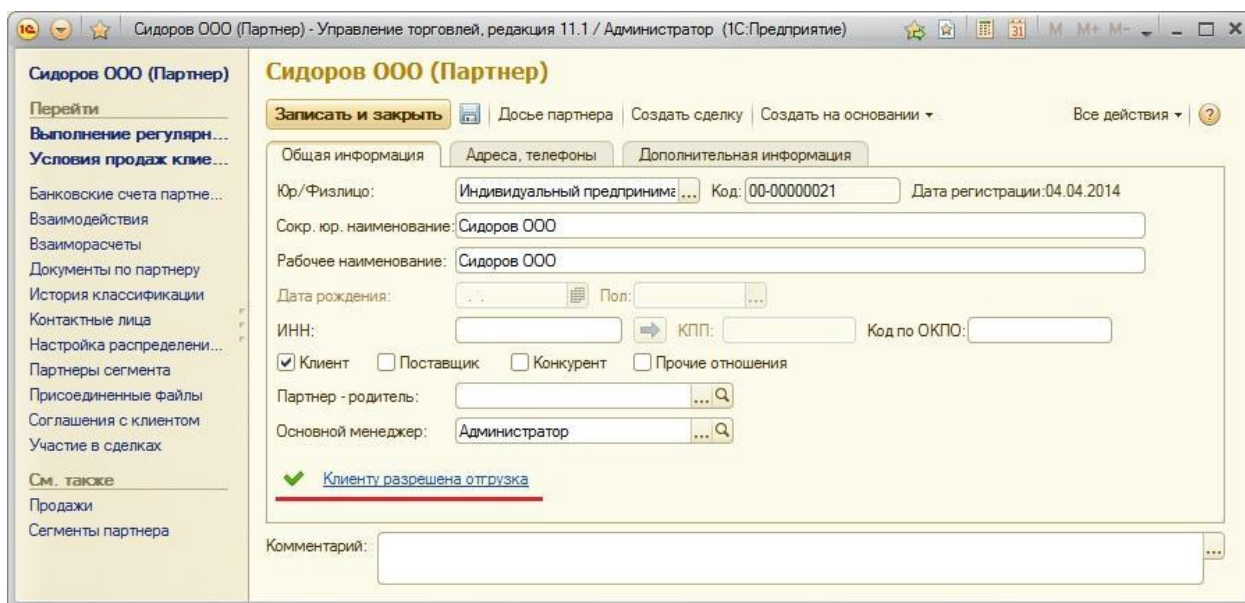 Сидоров ООО (Партнер) - Управление торговлей, редакция 11.1 / Администратор (1С:Предприятие)
31 M M+ M-
Сидоров ООО (Партнер)
Перейти
Выполнение регулярн...
Условия продаж клие...
Банковские счета партне...
Взаимодействия
Взаиморасчеты
Документы по партнеру
История классификации
Контактные лица
Настройка распределени...
Партнеры сегмента
Присоединенные файлы
Соглашения с клиентом
Участие в сделках
См. также
Продажи
Сегменты партнера
Сидоров ООО (Партнер)
Записать и закрыть Досье партнера Создать сделку Создать на основании Все действия ?
Общая информация Адреса, телефоны Дополнительная информация
Юр/Физлицо: Индивидуальный предпринима ... Код: 00-00000021 Дата регистрации:04.04.2014
Сокр. юр. наименование: Сидоров ООО
Рабочее наименование: Сидоров ООО
Дата рождения: . . Пол: ...
ИНН: КПП: Код по ОКПО:
Клиент Поставщик Конкурент Прочие отношения
Партнер - родитель: ...
Основной менеджер: Администратор ...
Клиенту разрешена отгрузка
Комментарий: ...